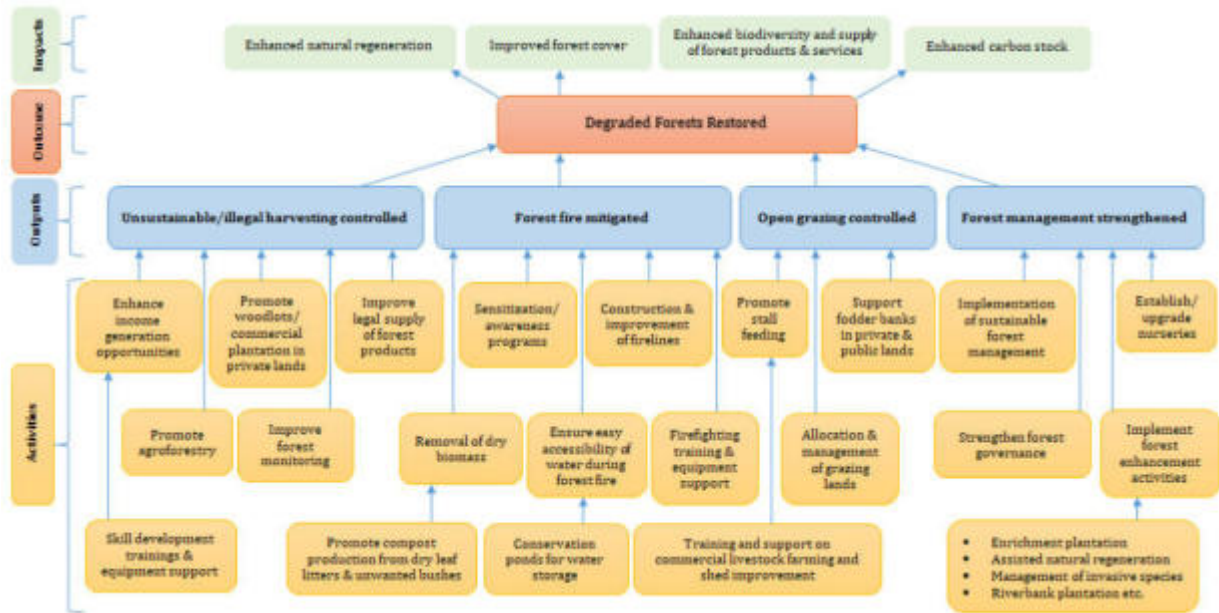 Impacts
Enhanced natural regeneration
Improved forest cover
Enhanced biodiversity and supply
of forest products & services
Enhanced carbon stock
Outcome
Degraded Forests Restored
Outputs
Unsustainable/illegal harvesting controlled
Forest fire mitigated
Open grazing controlled
Forest management strengthened
Activities
Enhance
income
generation
opportunities
Promote
woodlots/
commercial
plantation in
private lands
Improve
legal supply
of forest
products
Sensitization/
awareness
programs
Construction &
improvement
of firelines
Promote
stall
feeding
Support
fodder banks
in private &
public lands
Implementation
of sustainable
forest
management
Establish/
upgrade
nurseries
Promote
agroforestry
Improve
forest
monitoring
Removal of dry
biomass
Ensure easy
accessibility of
water during
forest fire
Firefighting
training &
equipment
support
Allocation &
management
of grazing
lands
Strengthen forest
governance
Implement
forest
enhancement
activities
Skill development
trainings &
equipment support
Promote compost
production from dry leaf
litters & unwanted bushes
Conservation
ponds for water
storage
Training and support on
commercial livestock farming and
shed improvement
• Enrichment plantation
• Assisted natural regeneration
• Management of invasive species
• Riverbank plantation etc.